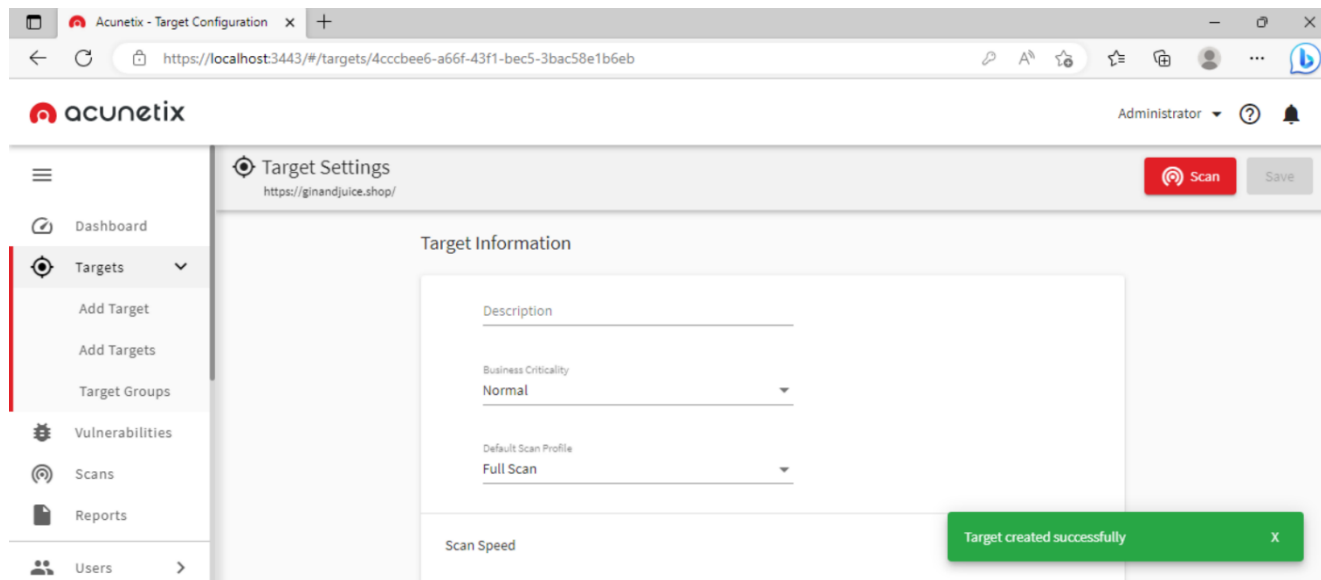 Acunetix - Target Configuration
https://localhost:3443/#/targets/4cccbee6-a66f-43f1-bec5-3bac58e1b6eb
acunetix
Administrator
Target Settings
https://ginandjuice.shop/
Scan
Save
Dashboard
Targets
Add Target
Add Targets
Target Groups
Vulnerabilities
Scans
Reports
Users
Target Information
Description
Business Criticality
Normal
Default Scan Profile
Full Scan
Scan Speed
Target created successfully X